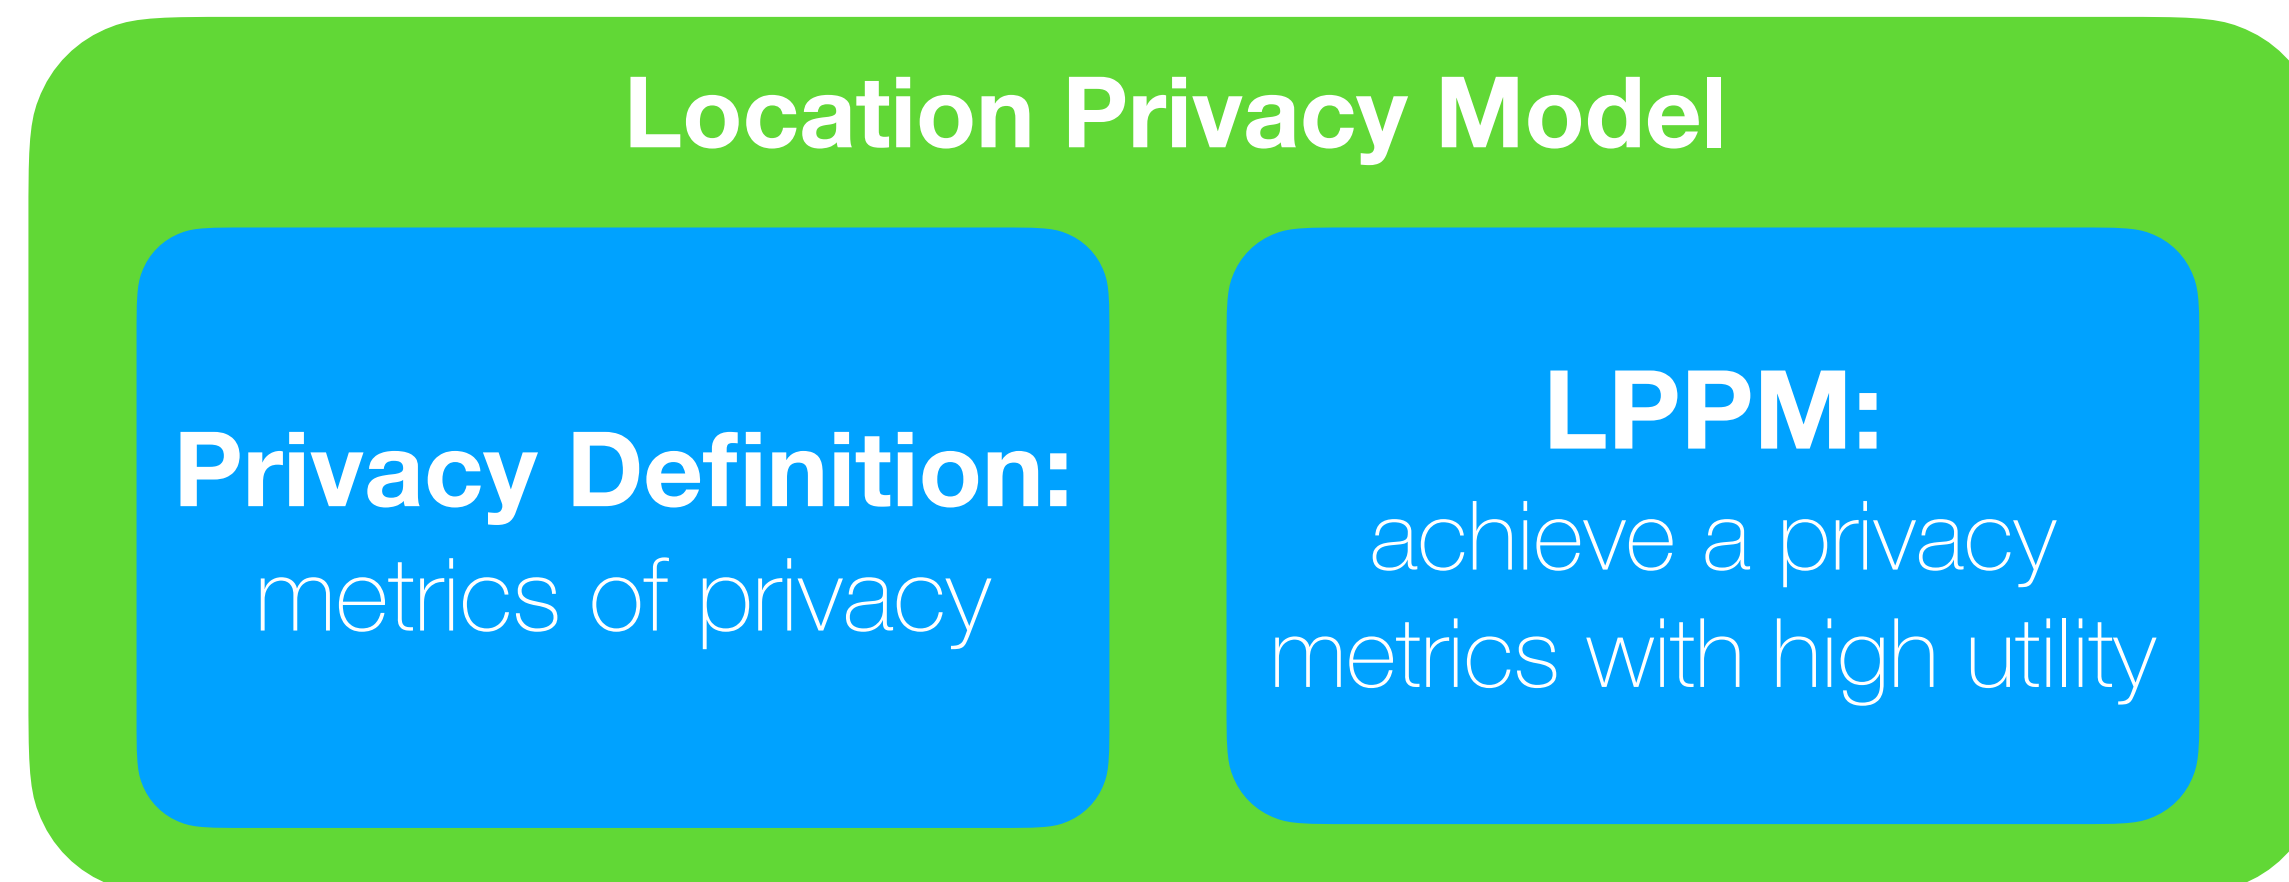 Location Privacy Model
Privacy Definition:
metrics of privacy
LPPM:
achieve a privacy
metrics with high utility